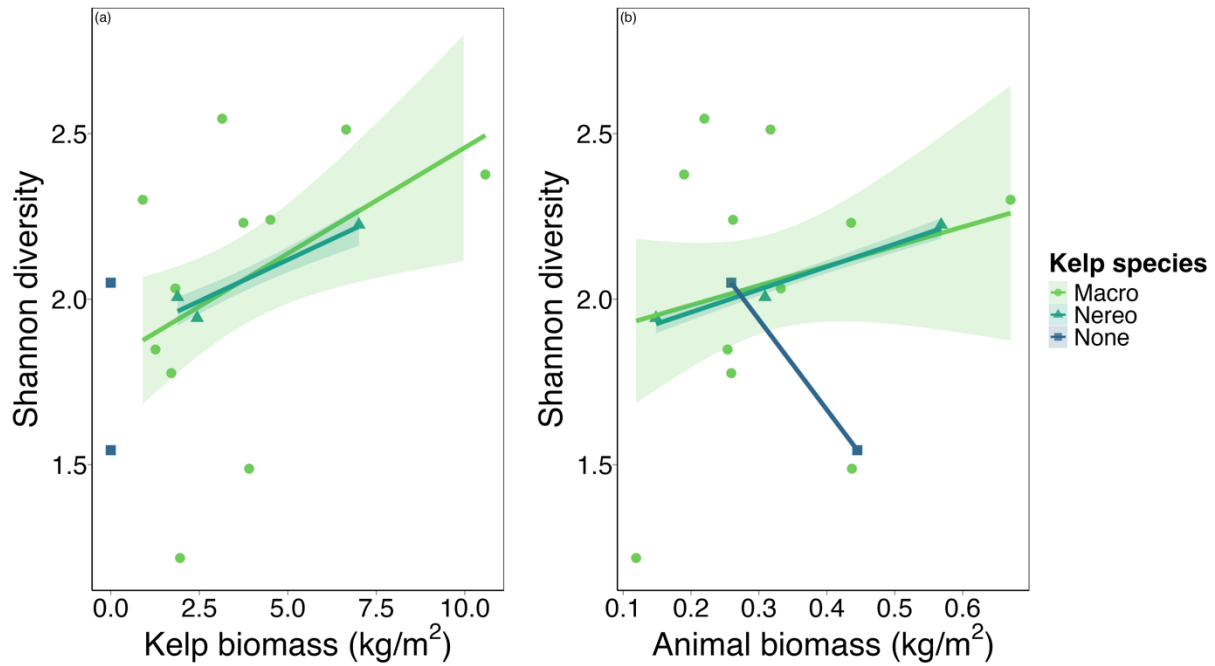 (a)
Shannon diversity
2.5
2.0
1.5
0.0 2.5 5.0 7.5 10.0
Kelp biomass (kg/m²)
(b)
Shannon diversity
2.5
2.0
1.5
0.1 0.2 0.3 0.4 0.5 0.6
Animal biomass (kg/m²)
Kelp species
Macro
Nereo
None